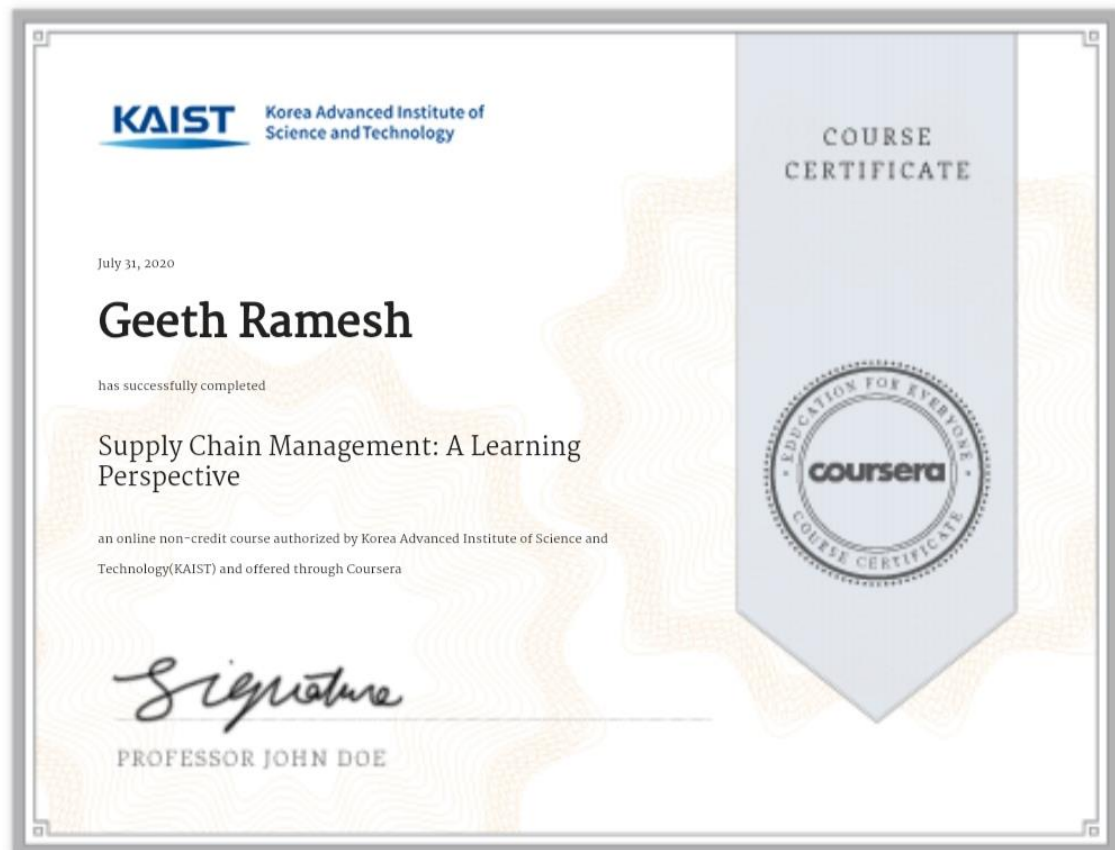 KAIST
Korea Advanced Institute of
Science and Technology
COURSE
CERTIFICATE
July 31, 2020
Geeth Ramesh
has successfully completed
Supply Chain Management: A Learning
Perspective
an online non-credit course authorized by Korea Advanced Institute of Science and
Technology(KAIST) and offered through Coursera
EDUCATION FOR EVERYONE
coursera
COURSE CERTIFICATE
Signature
PROFESSOR JOHN DOE